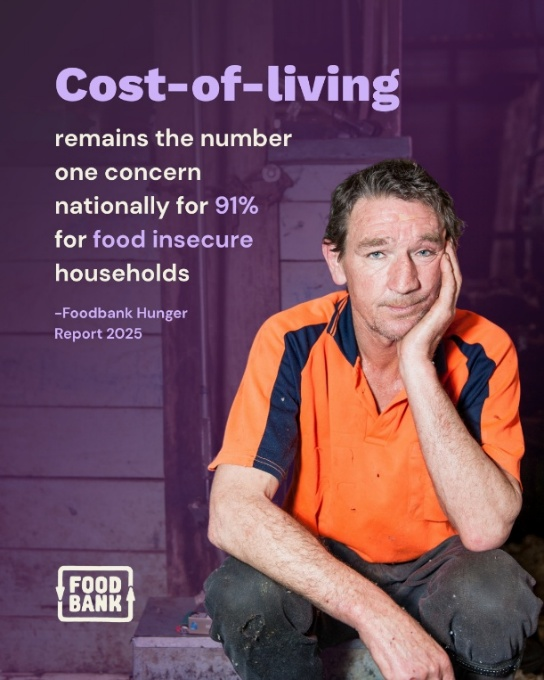 Cost-of-living
remains the number
one concern
nationally for 91%
for food insecure
households
-Foodbank Hunger
Report 2025
FOOD
BANK